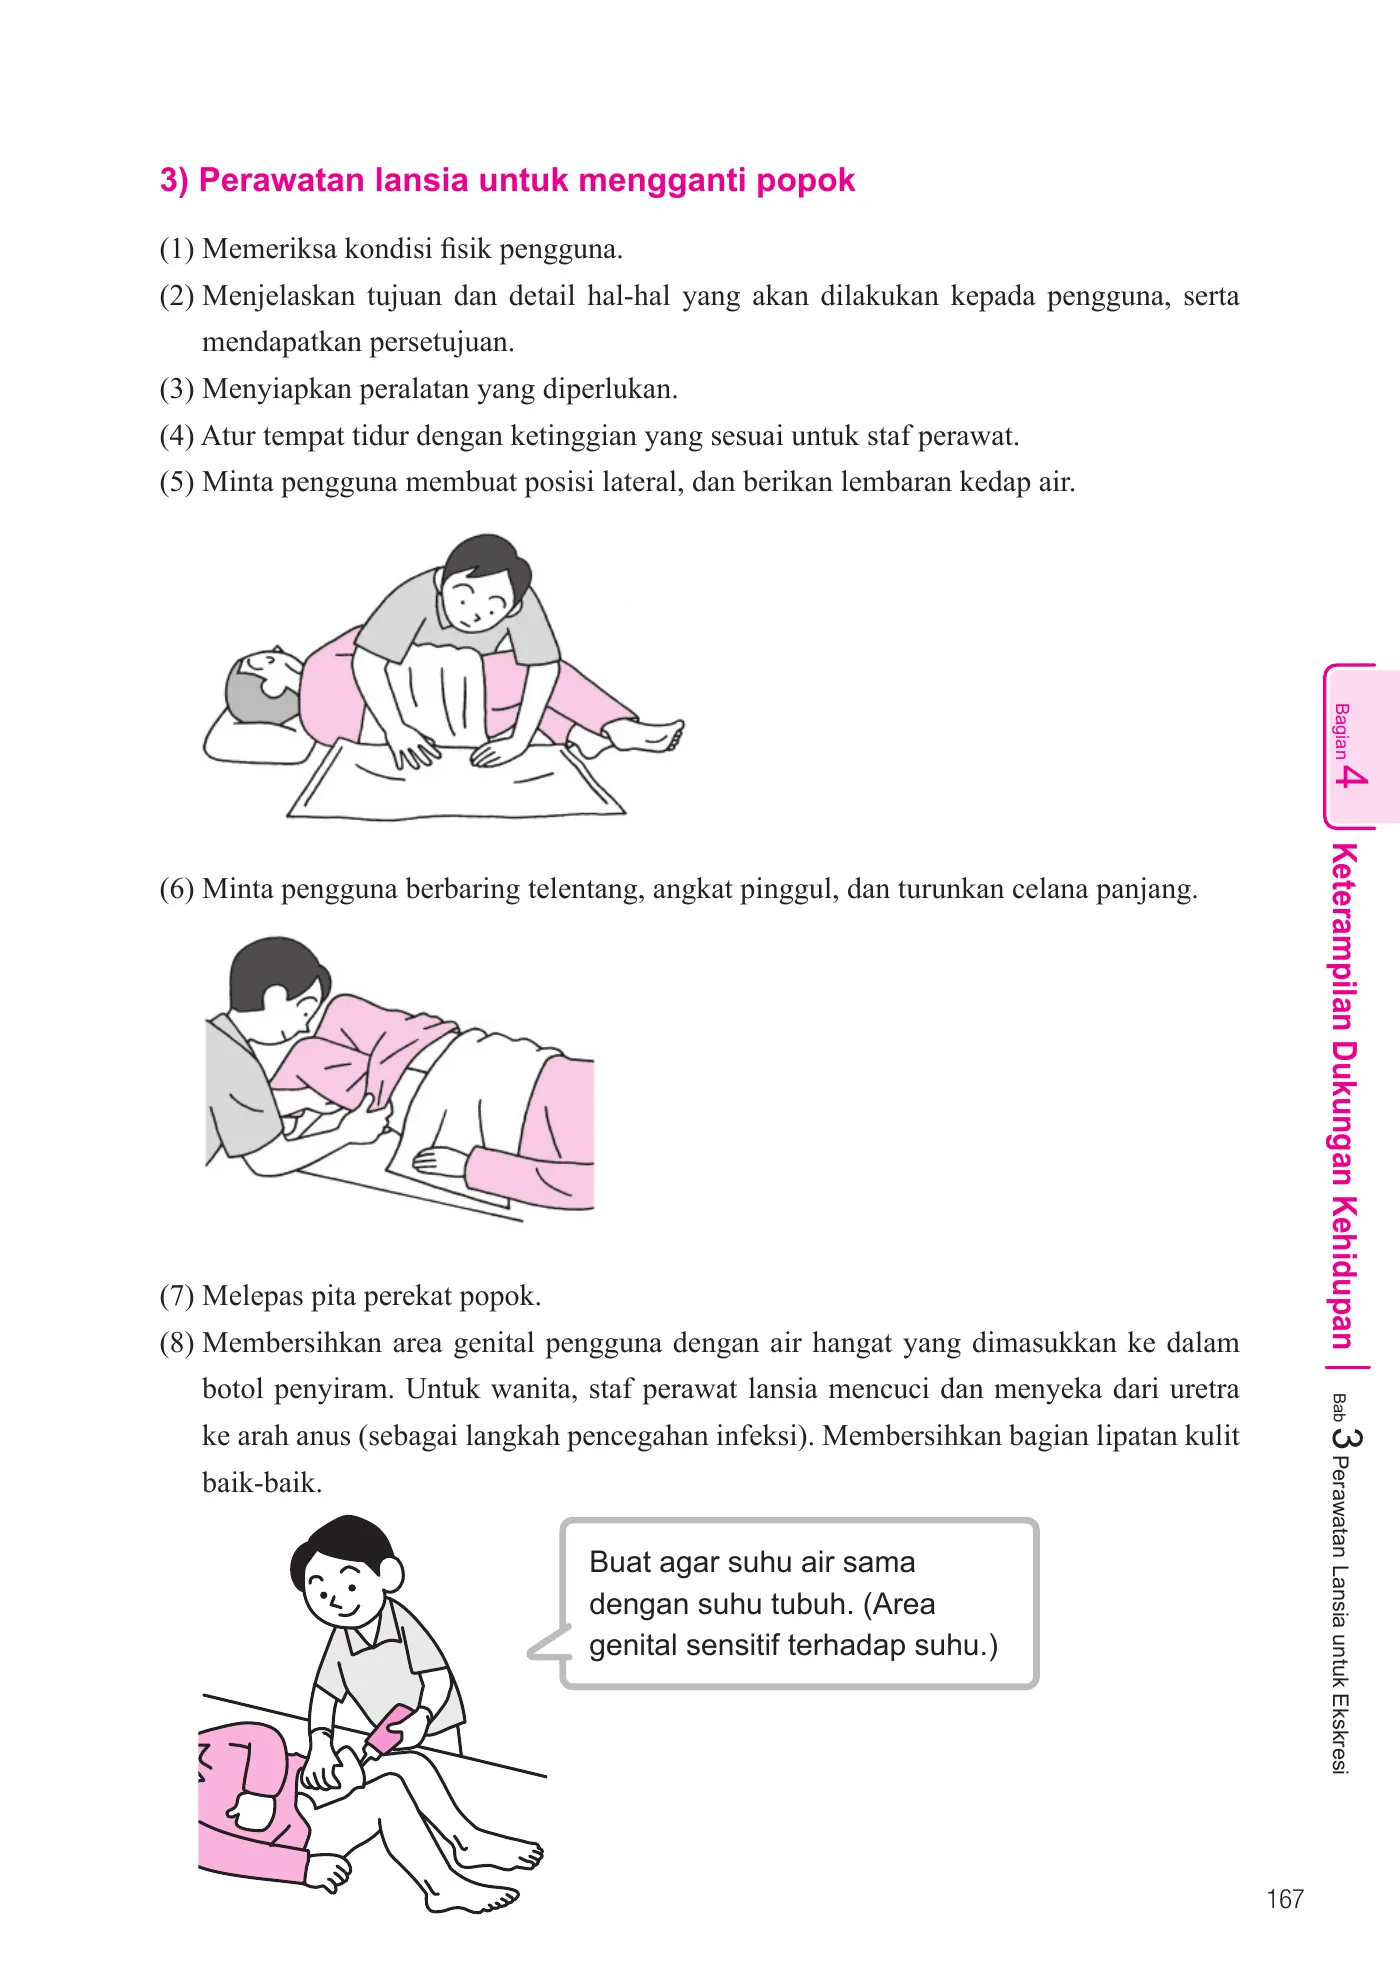 3) Perawatan lansia untuk mengganti popok
(1) Memeriksa kondisi fisik pengguna.
(2) Menjelaskan tujuan dan detail hal-hal yang akan dilakukan kepada pengguna, serta
mendapatkan persetujuan.
(3) Menyiapkan peralatan yang diperlukan.
(4) Atur tempat tidur dengan ketinggian yang sesuai untuk staf perawat.
(5) Minta pengguna membuat posisi lateral, dan berikan lembaran kedap air.
(6) Minta pengguna berbaring telentang, angkat pinggul, dan turunkan celana panjang.
(7) Melepas pita perekat popok.
(8) Membersihkan area genital pengguna dengan air hangat yang dimasukkan ke dalam
botol penyiram. Untuk wanita, staf perawat lansia mencuci dan menyeka dari uretra
ke arah anus (sebagai langkah pencegahan infeksi). Membersihkan bagian lipatan kulit
baik-baik.
Buat agar suhu air sama
dengan suhu tubuh. (Area
genital sensitif terhadap suhu.)
Bagian 4
Keterampilan Dukungan Kehidupan
Bab 3 Perawatan Lansia untuk Ekskresi
167